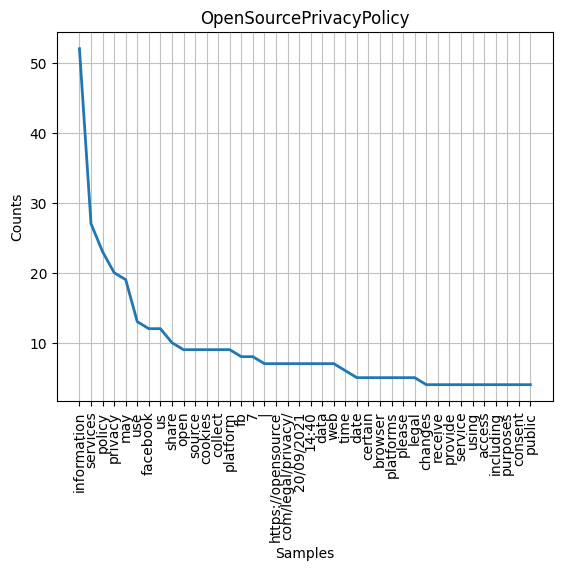 OpenSourcePrivacyPolicy
50
40
30
20
10
Counts
information
services
policy
privacy
may
use
facebook
us
share
open
source
cookies
collect
platform
fb
7
|
https://opensource
com/legal/privacy/
20/09/2021
14:40
data
web
time
date
certain
browser
platforms
please
legal
changes
receive
provide
service
using
access
including
purposes
consent
public
Samples